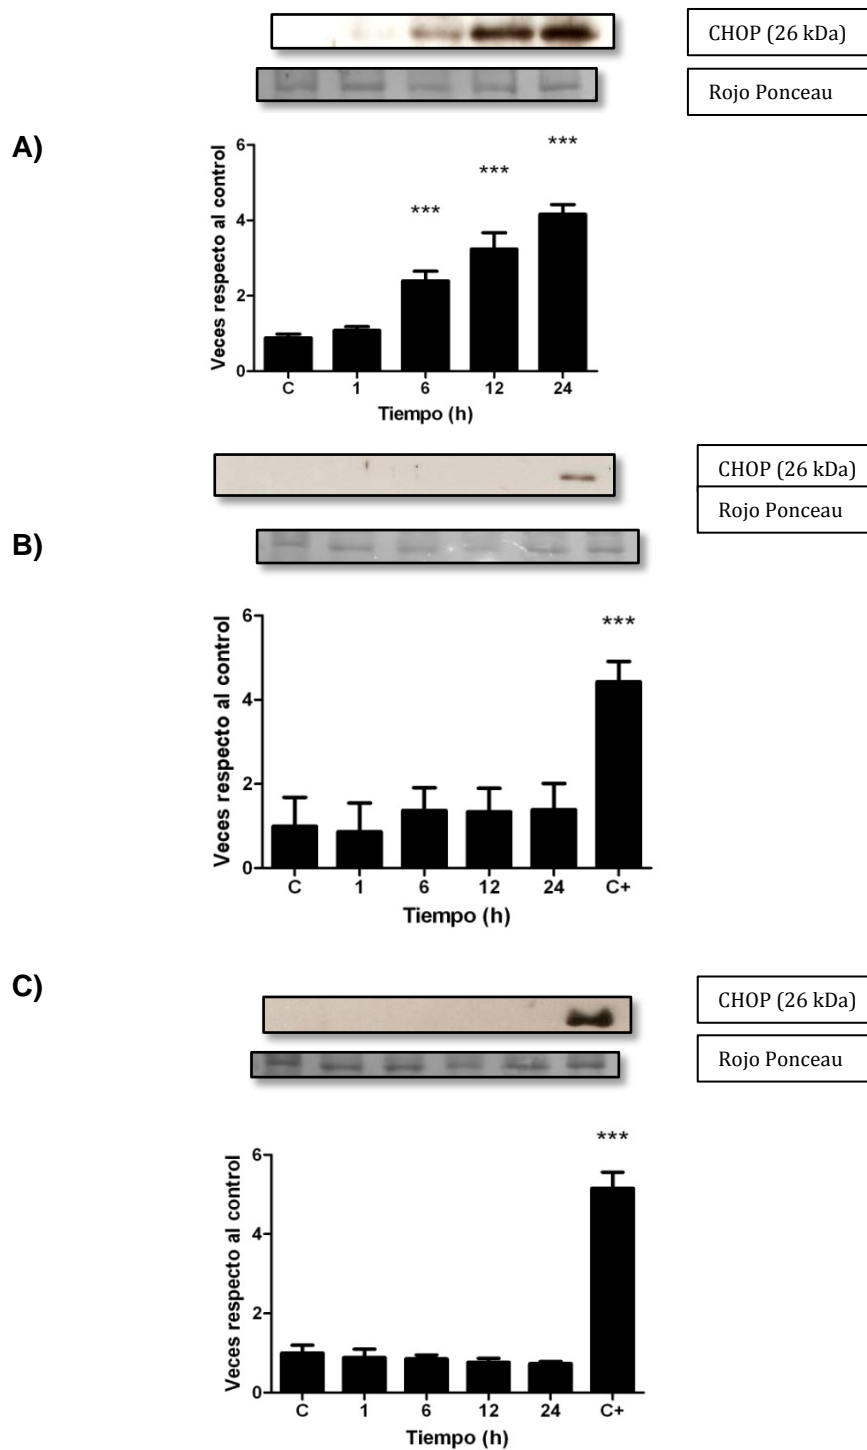 CHOP (26 kDa)
Rojo Ponceau
A)
Veces respecto al control
6
4
2
0
***
***
***
C 1 6 12 24
Tiempo (h)
CHOP (26 kDa)
Rojo Ponceau
B)
Veces respecto al control
6
4
2
0
***
C 1 6 12 24 C+
Tiempo (h)
C)
CHOP (26 kDa)
Rojo Ponceau
Veces respecto al control
6
4
2
0
***
C 1 6 12 24 C+
Tiempo (h)